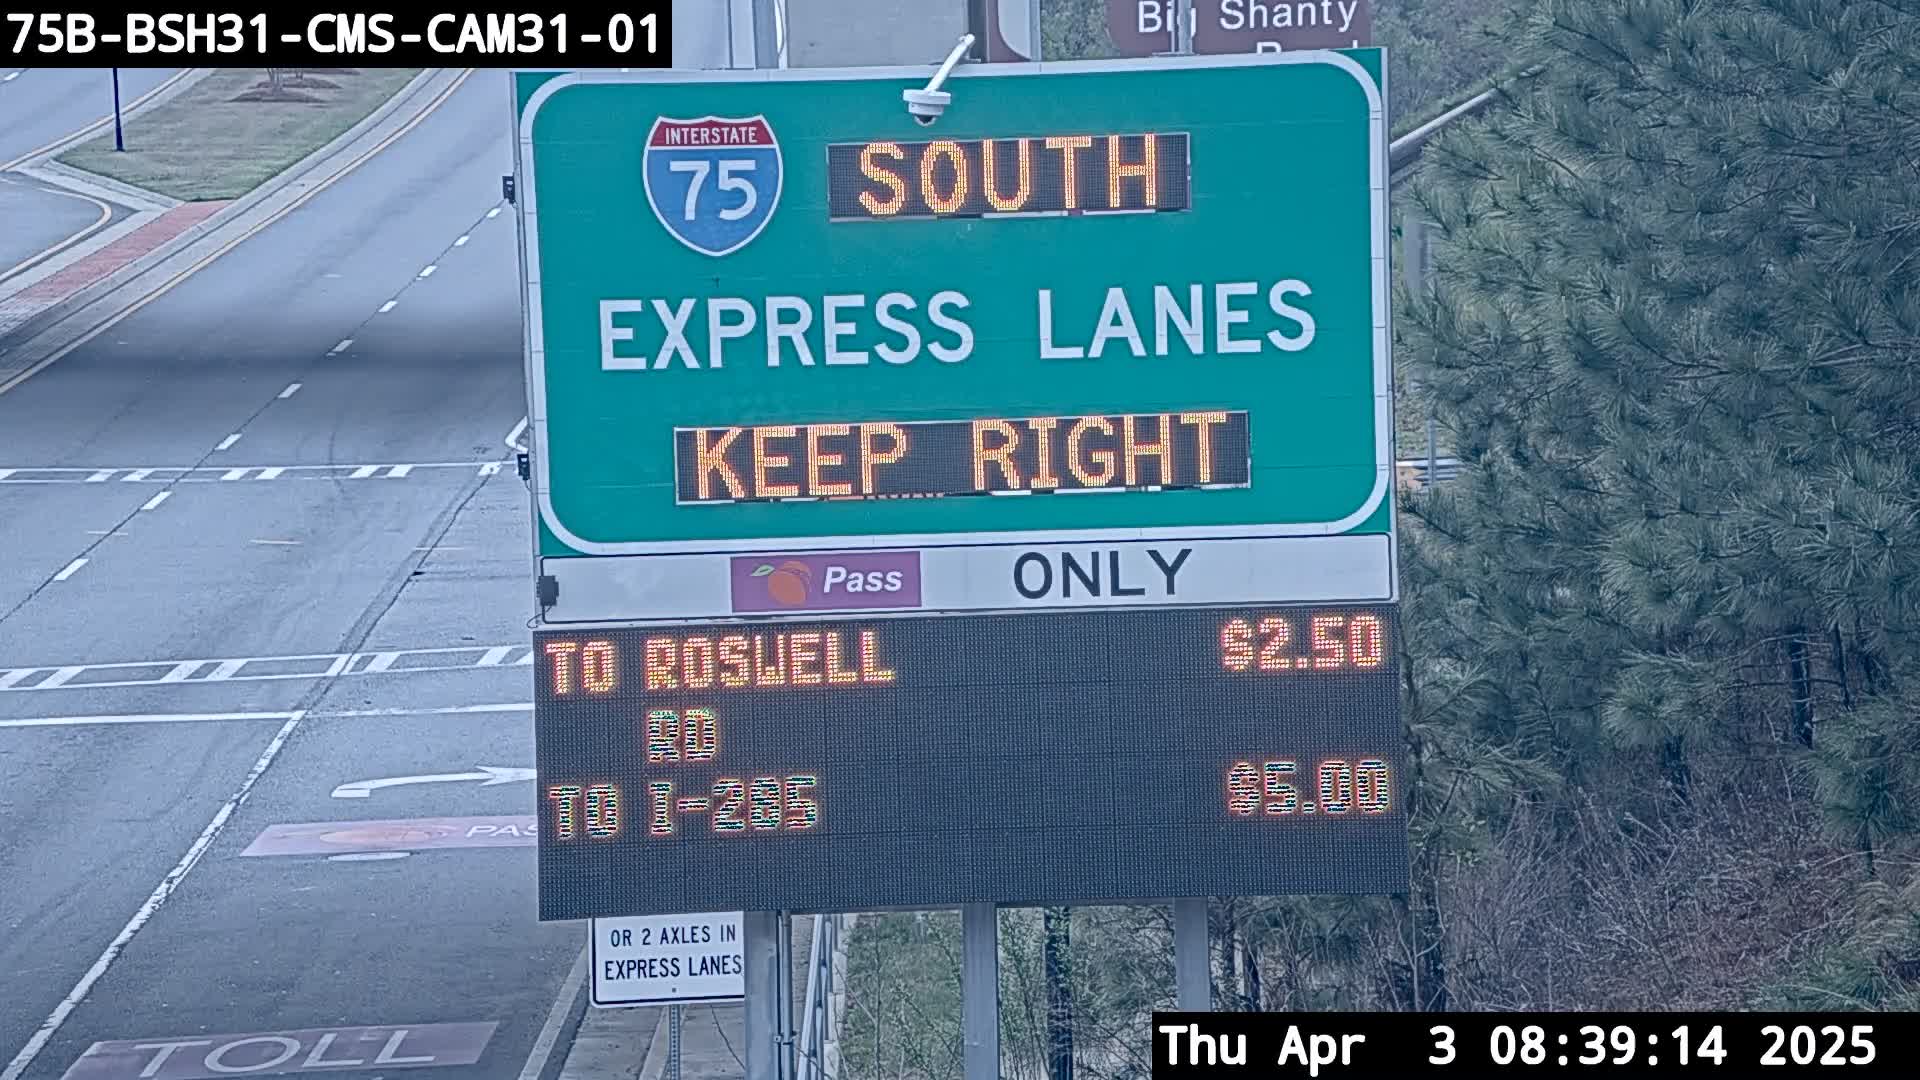 75B-BSH31-CMS-CAM31-01
Big Shanty
Road
INTERSTATE
75
SOUTH
EXPRESS LANES
KEEP RIGHT
Pass
ONLY
TO ROSWELL $2.50
RD
TO I-285 $5.00
PAS
OR 2 AXLES IN
EXPRESS LANES
TOLL
Thu Apr 3 08:39:14 2025